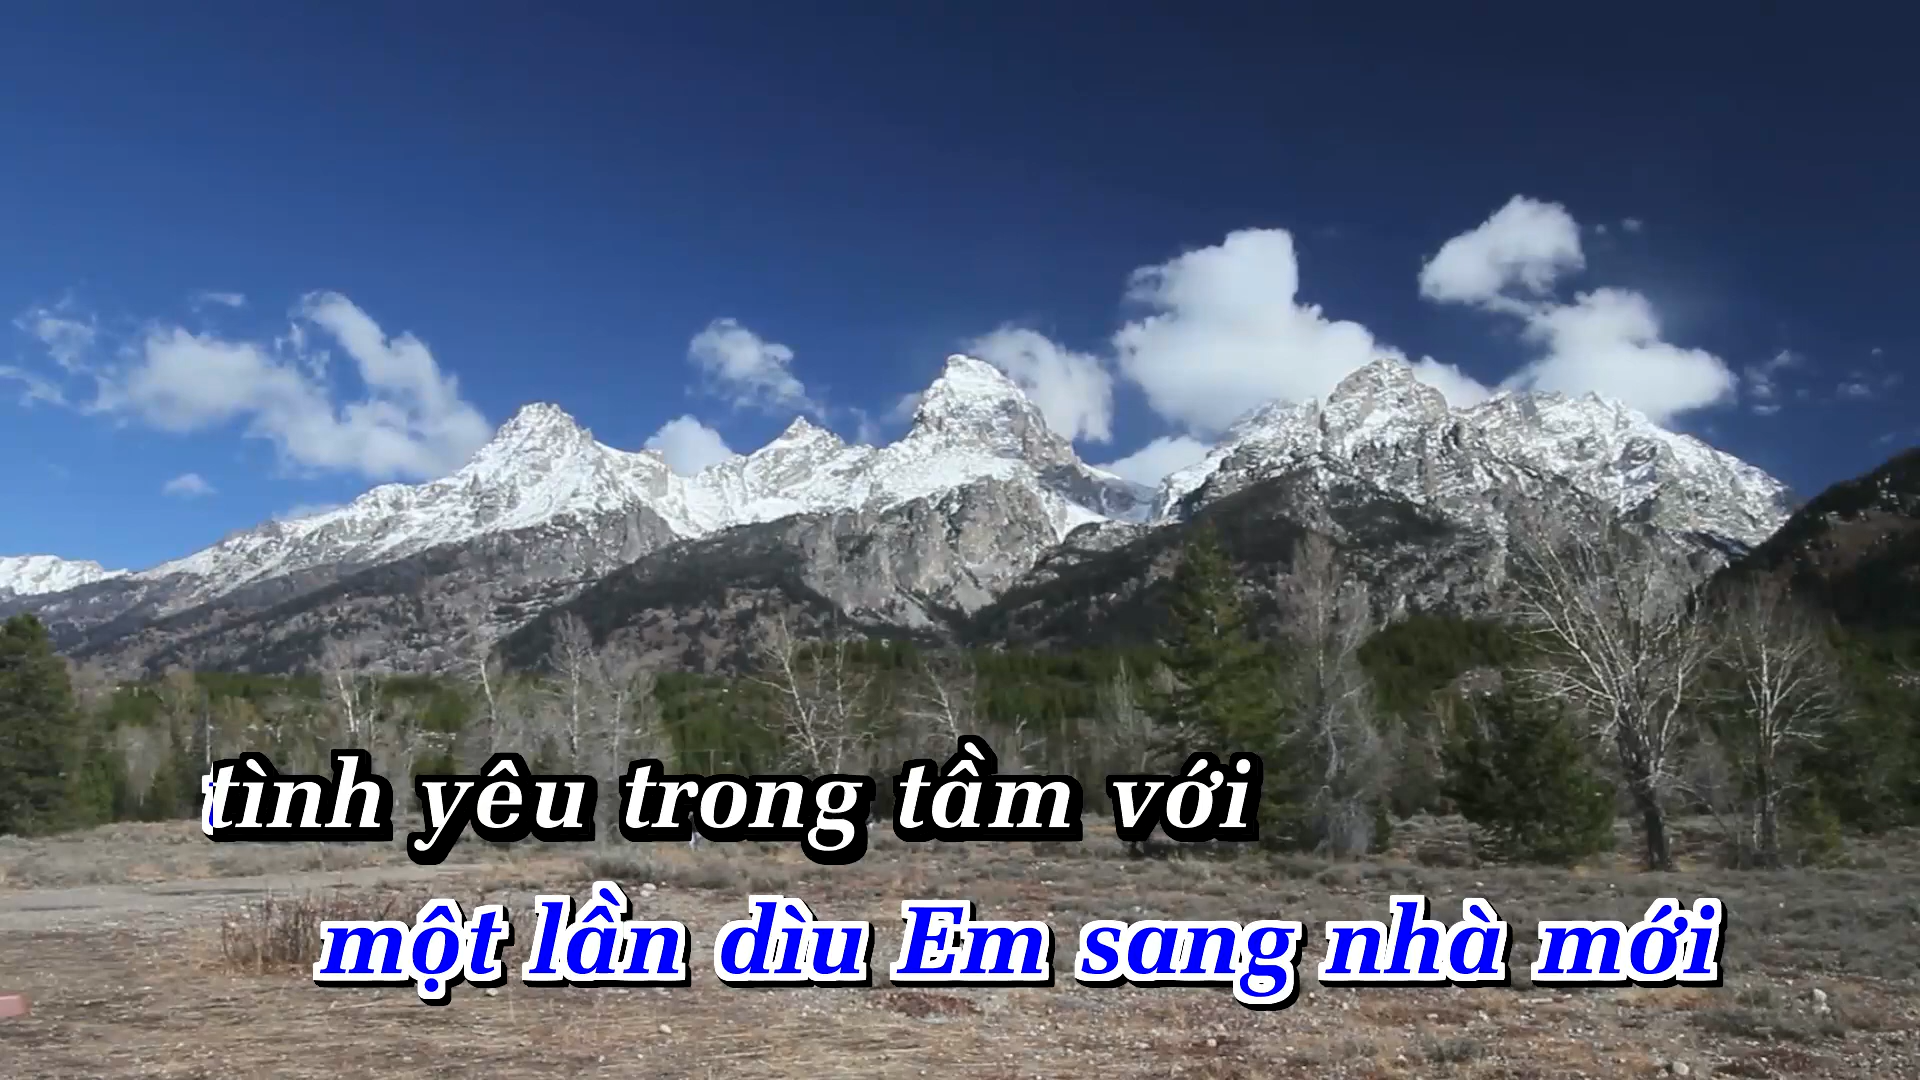 tình yêu trong tầm với
một lần dìu Em sang nhà mới